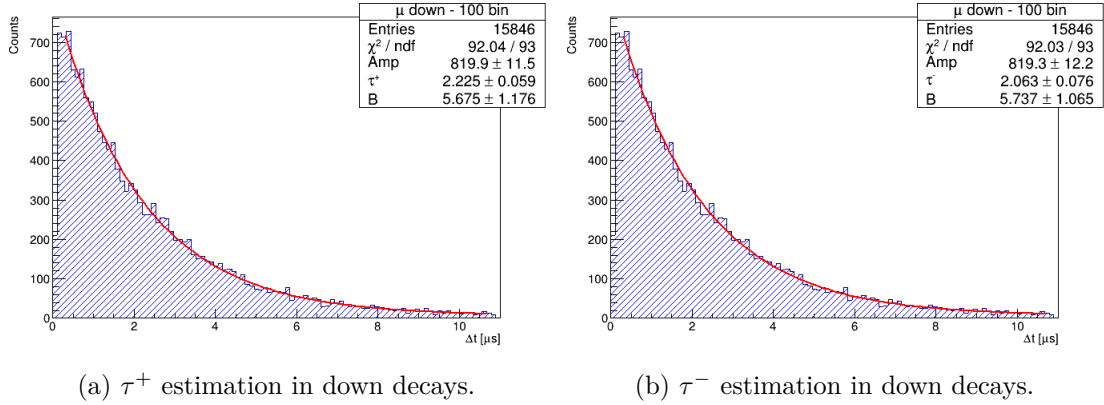 μ down - 100 bin
Entries 15846
χ² / ndf 92.04 / 93
Amp 819.9 ± 11.5
τ⁺ 2.225 ± 0.059
B 5.675 ± 1.176
Counts
700
600
500
400
300
200
100
0
0 2 4 6 8 10
Δt [μs]
(a) τ⁺ estimation in down decays.
μ down - 100 bin
Entries 15846
χ² / ndf 92.03 / 93
Amp 819.3 ± 12.2
τ⁻ 2.063 ± 0.076
B 5.737 ± 1.065
Counts
700
600
500
400
300
200
100
0
0 2 4 6 8 10
Δt [μs]
(b) τ⁻ estimation in down decays.